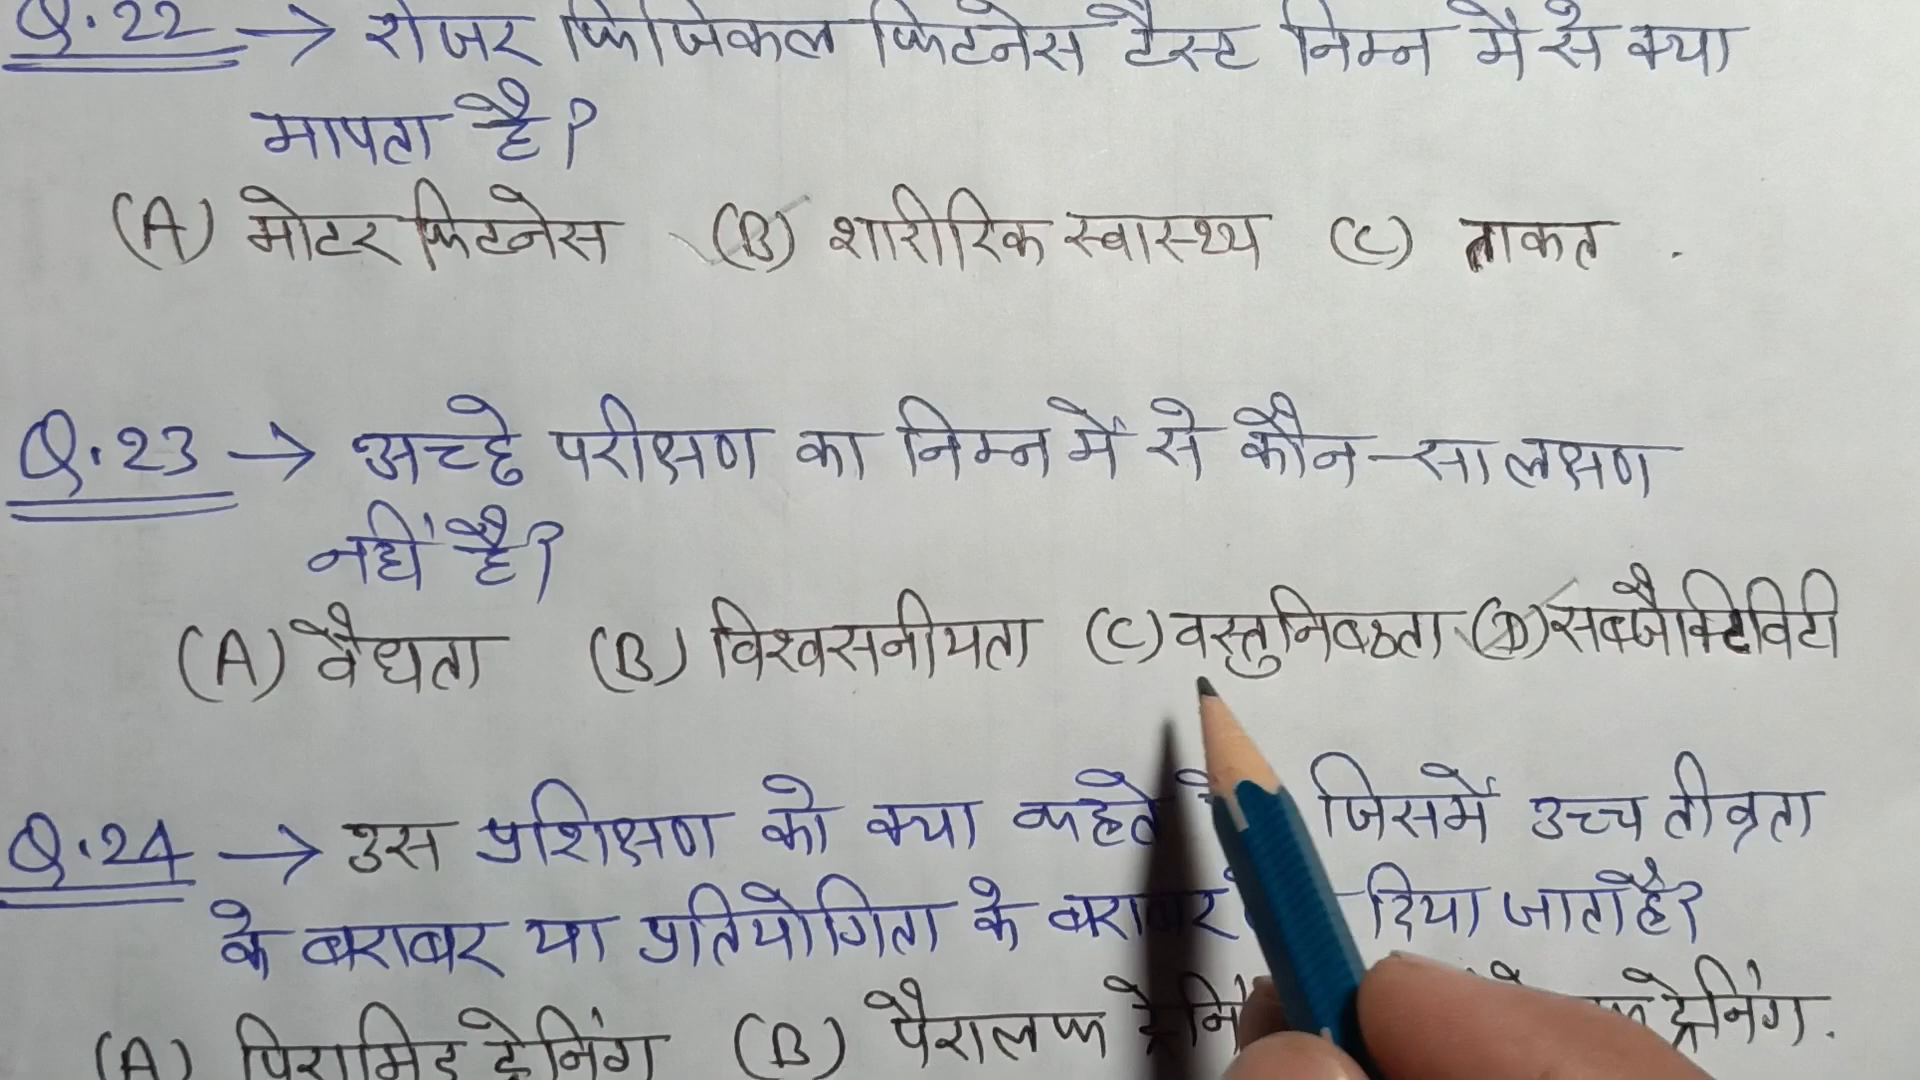 Q.22 → रोजर फिजिकल फिटनेस टैस्ट निम्न में से क्या
मापता है?
(A) मोटर फिटनेस (B) शारीरिक स्वास्थ्य (C) ताकत .
Q.23 → अच्छे परीक्षण का निम्न में से कौन-सा लक्षण
नहीं है?
(A) वैधता (B) विश्वसनीयता (C) वस्तुनिष्ठता (D) सब्जैक्टिविटी
Q.24 → उस प्रशिक्षण को क्या कहते जिसमें उच्च तीव्रता
के बराबर या प्रतियोगिता के बराबर दिया जाता है?
(A) पिरामिड ट्रेनिंग (B) पैरालल ट्रेनिंग.